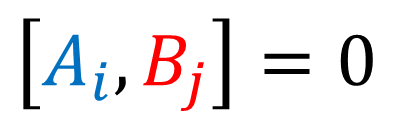 [A_i, B_j] = 0